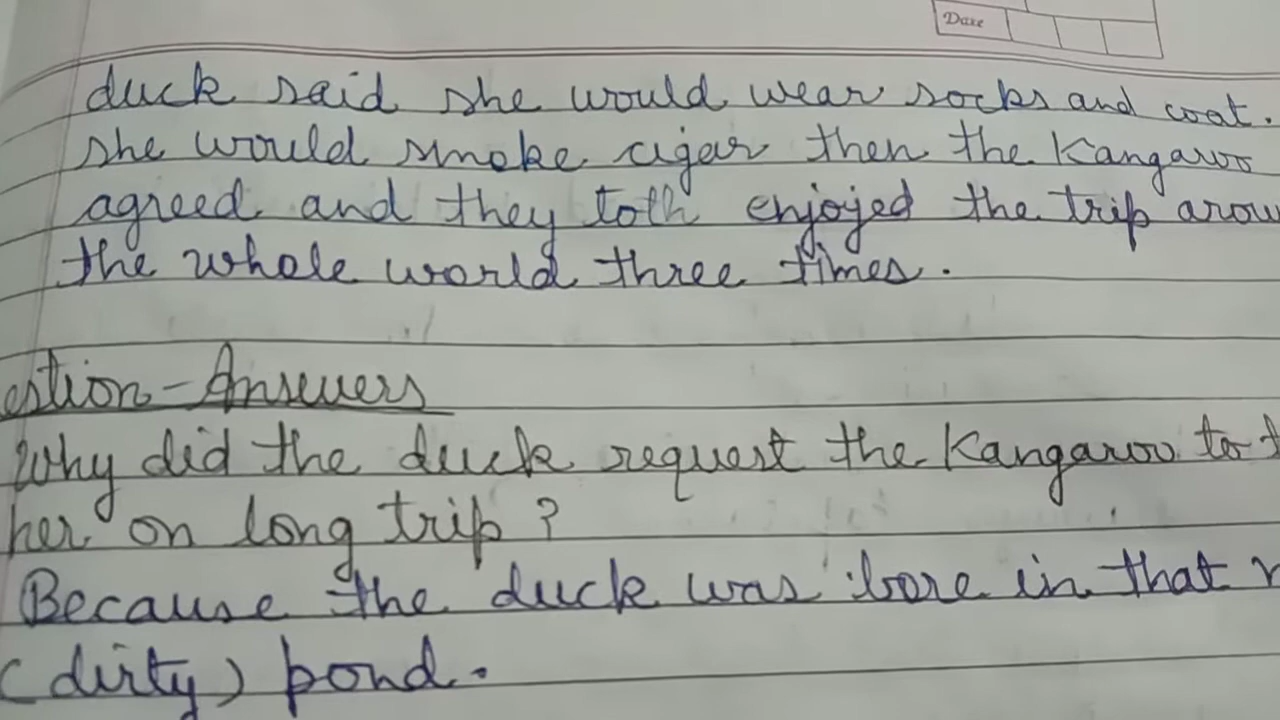 Date
duck said she would wear socks and coat.
she would smoke cigar then the Kangaroo
agreed and they toth enjoyed the trip arou
the whole world three times.
estion-Answers
Why did the duck request the Kangaroo to t
her on long trip?
Because the duck was bore in that n
(dirty) pond.